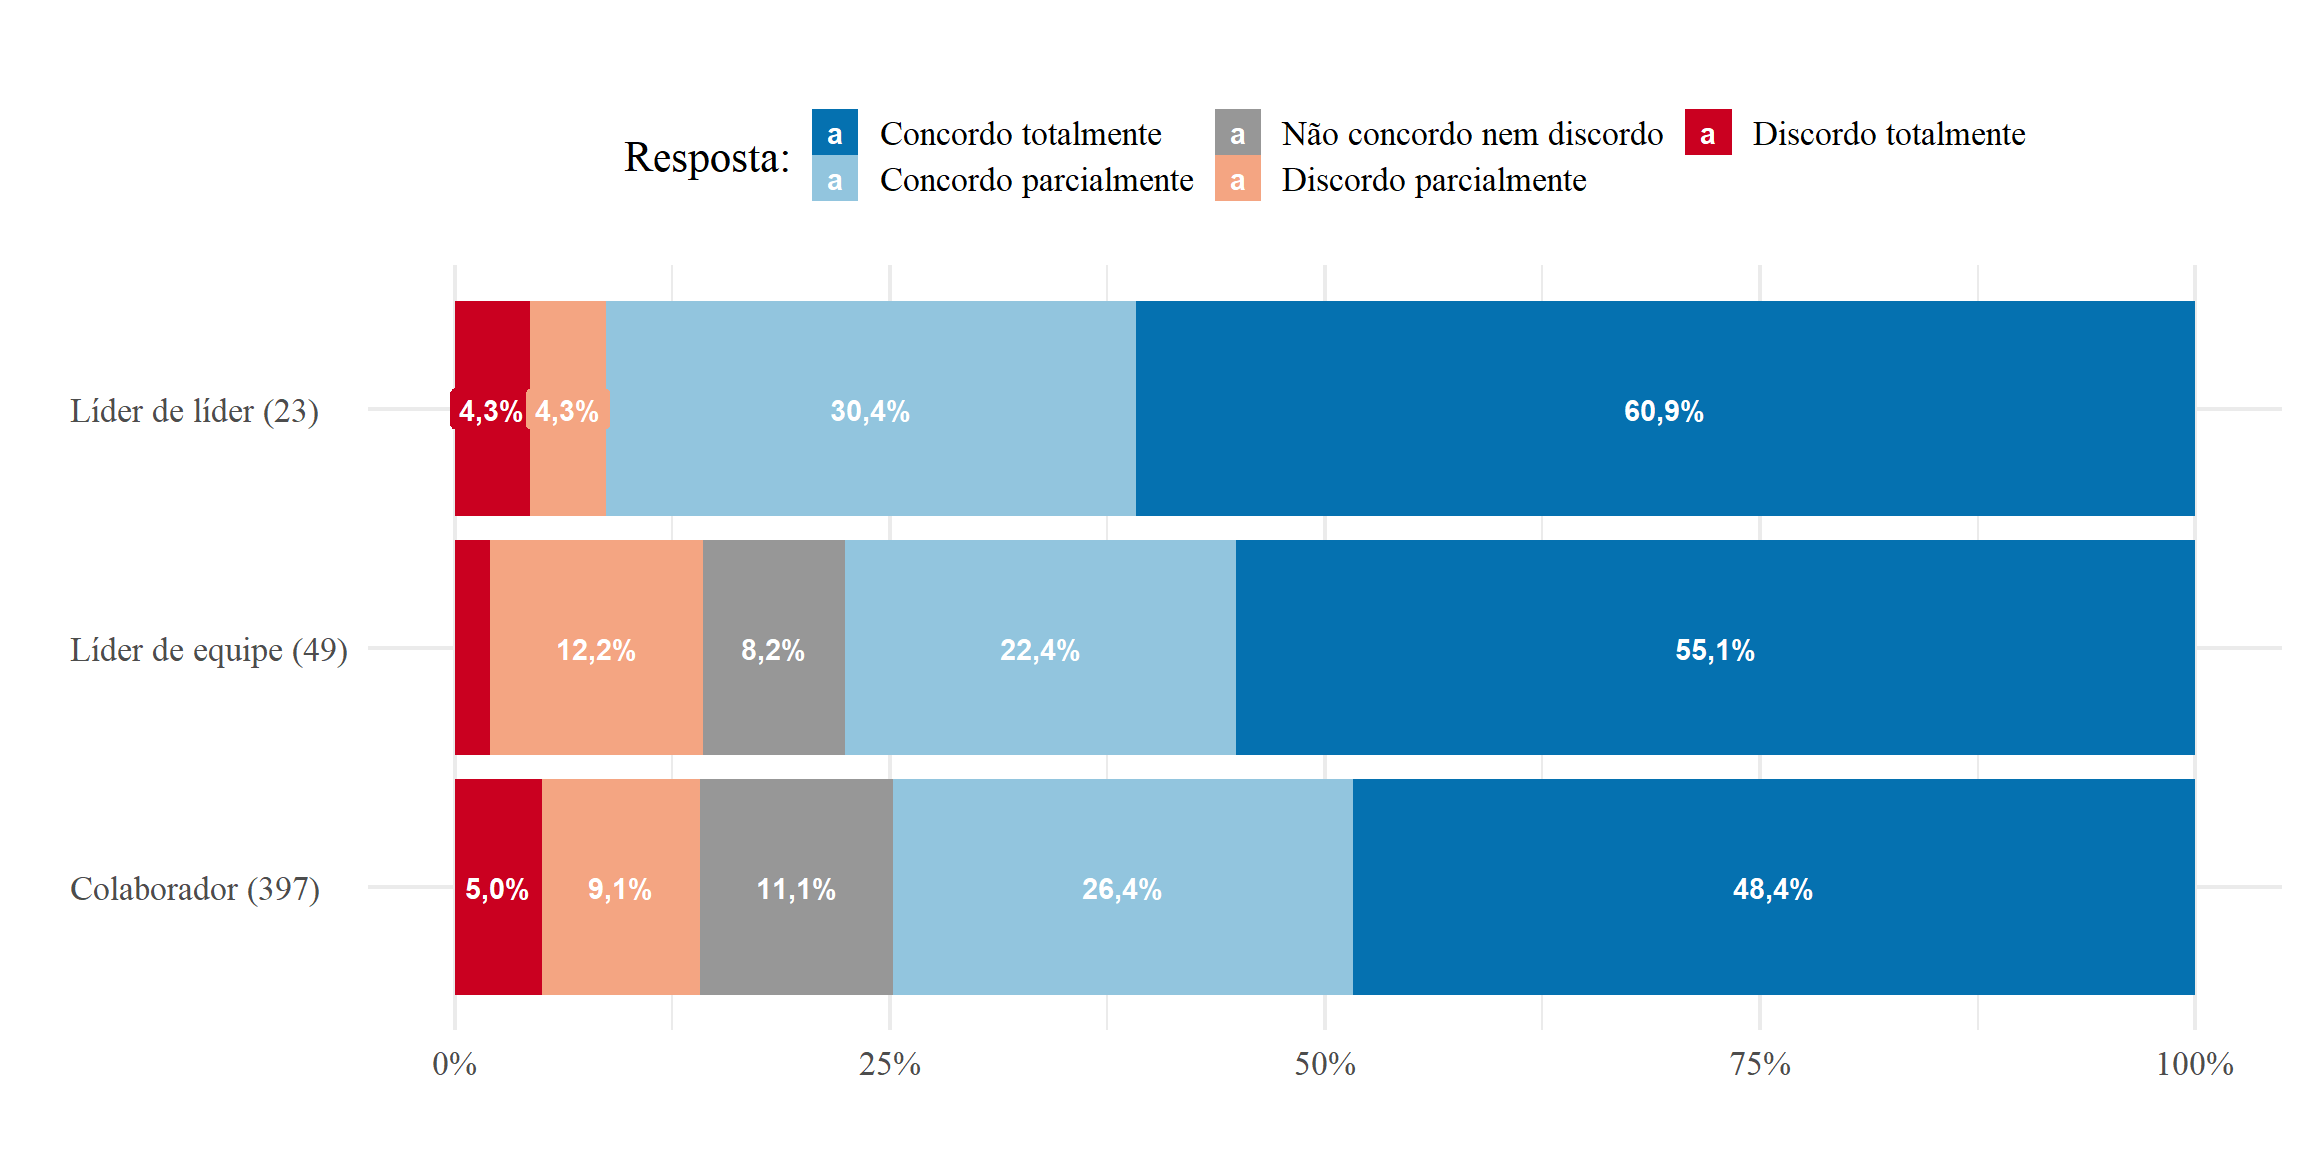 Resposta:
a Concordo totalmente a Não concordo nem discordo a Discordo totalmente
a Concordo parcialmente a Discordo parcialmente
Líder de líder (23) 4,3% 4,3% 30,4% 60,9%
Líder de equipe (49) 12,2% 8,2% 22,4% 55,1%
Colaborador (397) 5,0% 9,1% 11,1% 26,4% 48,4%
0% 25% 50% 75% 100%